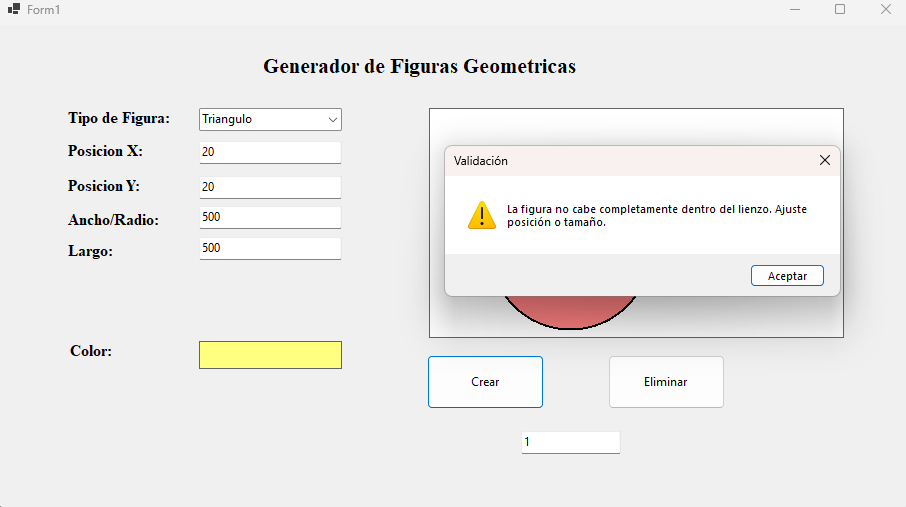 Form1
Generador de Figuras Geometricas
Tipo de Figura:
Triangulo
Posicion X:
20
Posicion Y:
20
Ancho/Radio:
500
Largo:
500
Color:
Validación
La figura no cabe completamente dentro del lienzo. Ajuste
posición o tamaño.
Aceptar
Crear
Eliminar
1